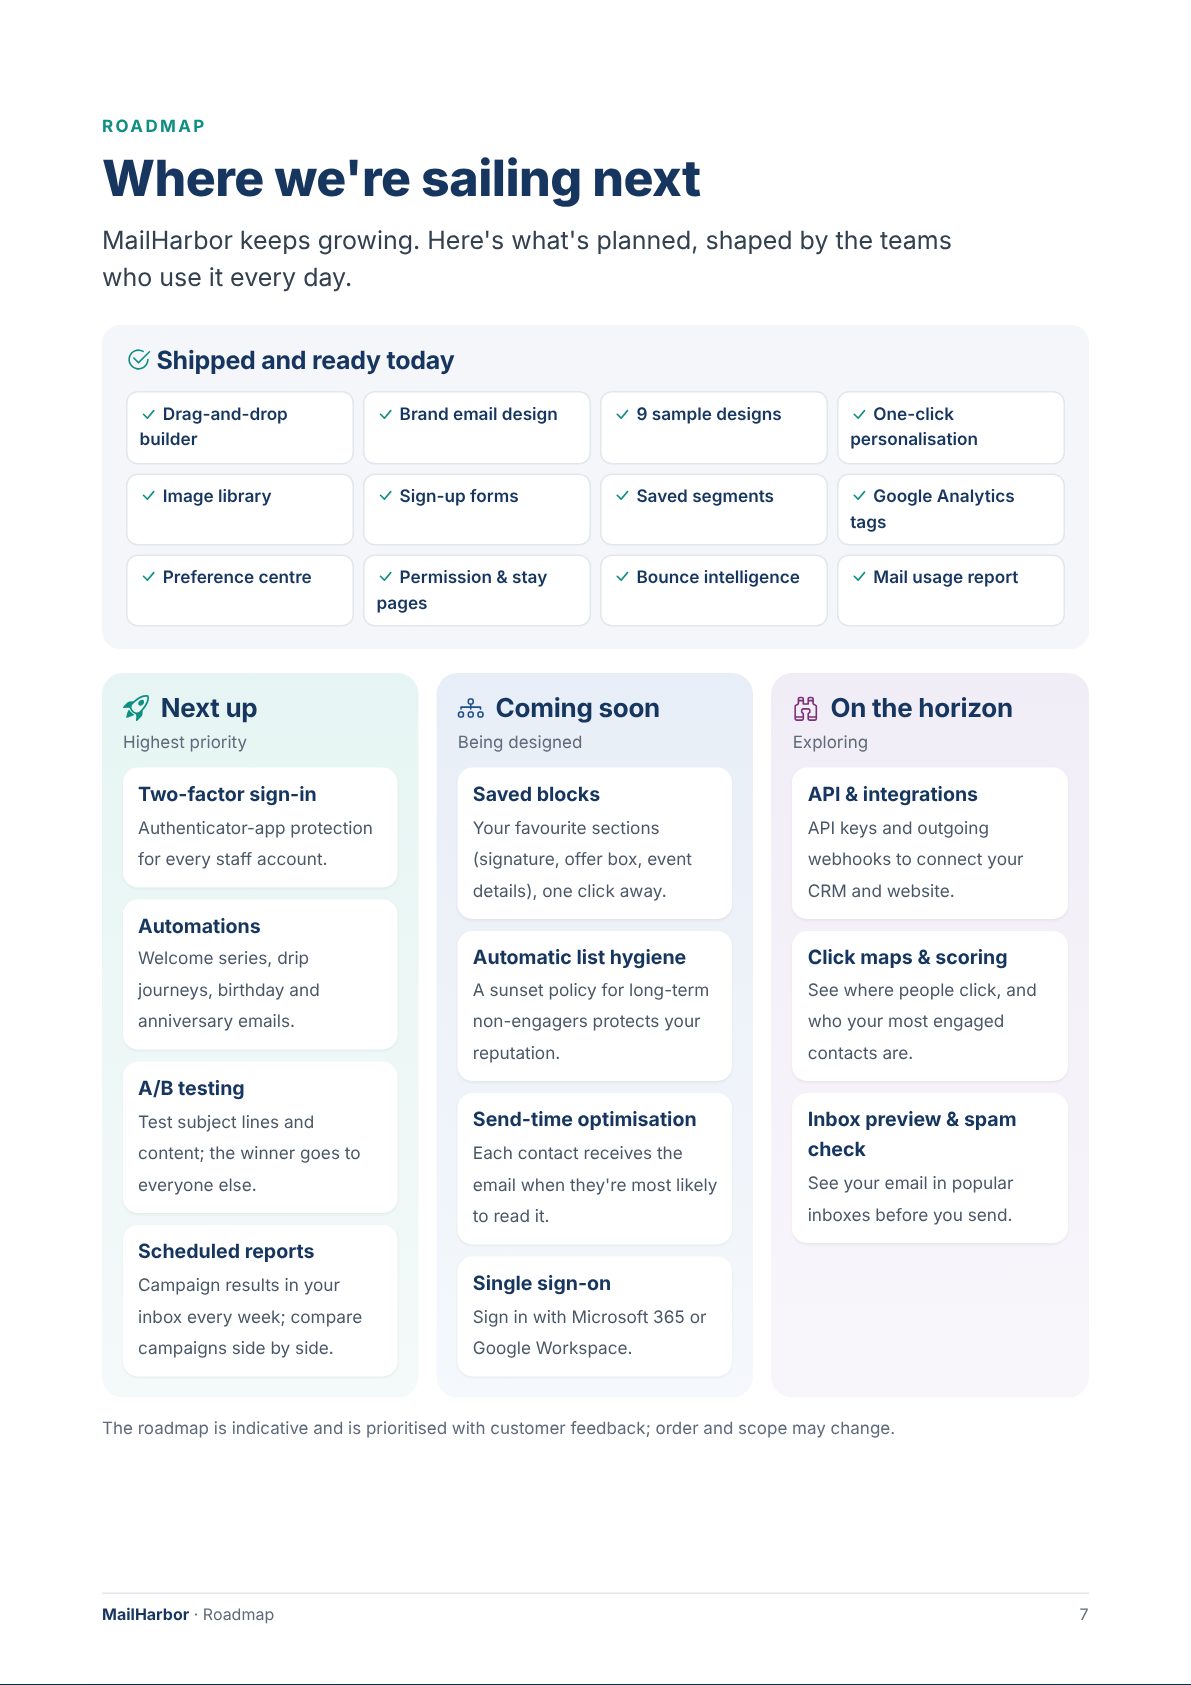 ROADMAP
Where we're sailing next
MailHarbor keeps growing. Here's what's planned, shaped by the teams
who use it every day.
Shipped and ready today
Drag-and-drop
builder
Brand email design
9 sample designs
One-click
personalisation
Image library
Sign-up forms
Saved segments
Google Analytics
tags
Preference centre
Permission & stay
pages
Bounce intelligence
Mail usage report
Next up
Highest priority
Two-factor sign-in
Authenticator-app protection
for every staff account.
Automations
Welcome series, drip
journeys, birthday and
anniversary emails.
A/B testing
Test subject lines and
content; the winner goes to
everyone else.
Scheduled reports
Campaign results in your
inbox every week; compare
campaigns side by side.
Coming soon
Being designed
Saved blocks
Your favourite sections
(signature, offer box, event
details), one click away.
Automatic list hygiene
A sunset policy for long-term
non-engagers protects your
reputation.
Send-time optimisation
Each contact receives the
email when they're most likely
to read it.
Single sign-on
Sign in with Microsoft 365 or
Google Workspace.
On the horizon
Exploring
API & integrations
API keys and outgoing
webhooks to connect your
CRM and website.
Click maps & scoring
See where people click, and
who your most engaged
contacts are.
Inbox preview & spam
check
See your email in popular
inboxes before you send.
The roadmap is indicative and is prioritised with customer feedback; order and scope may change.
MailHarbor · Roadmap
7